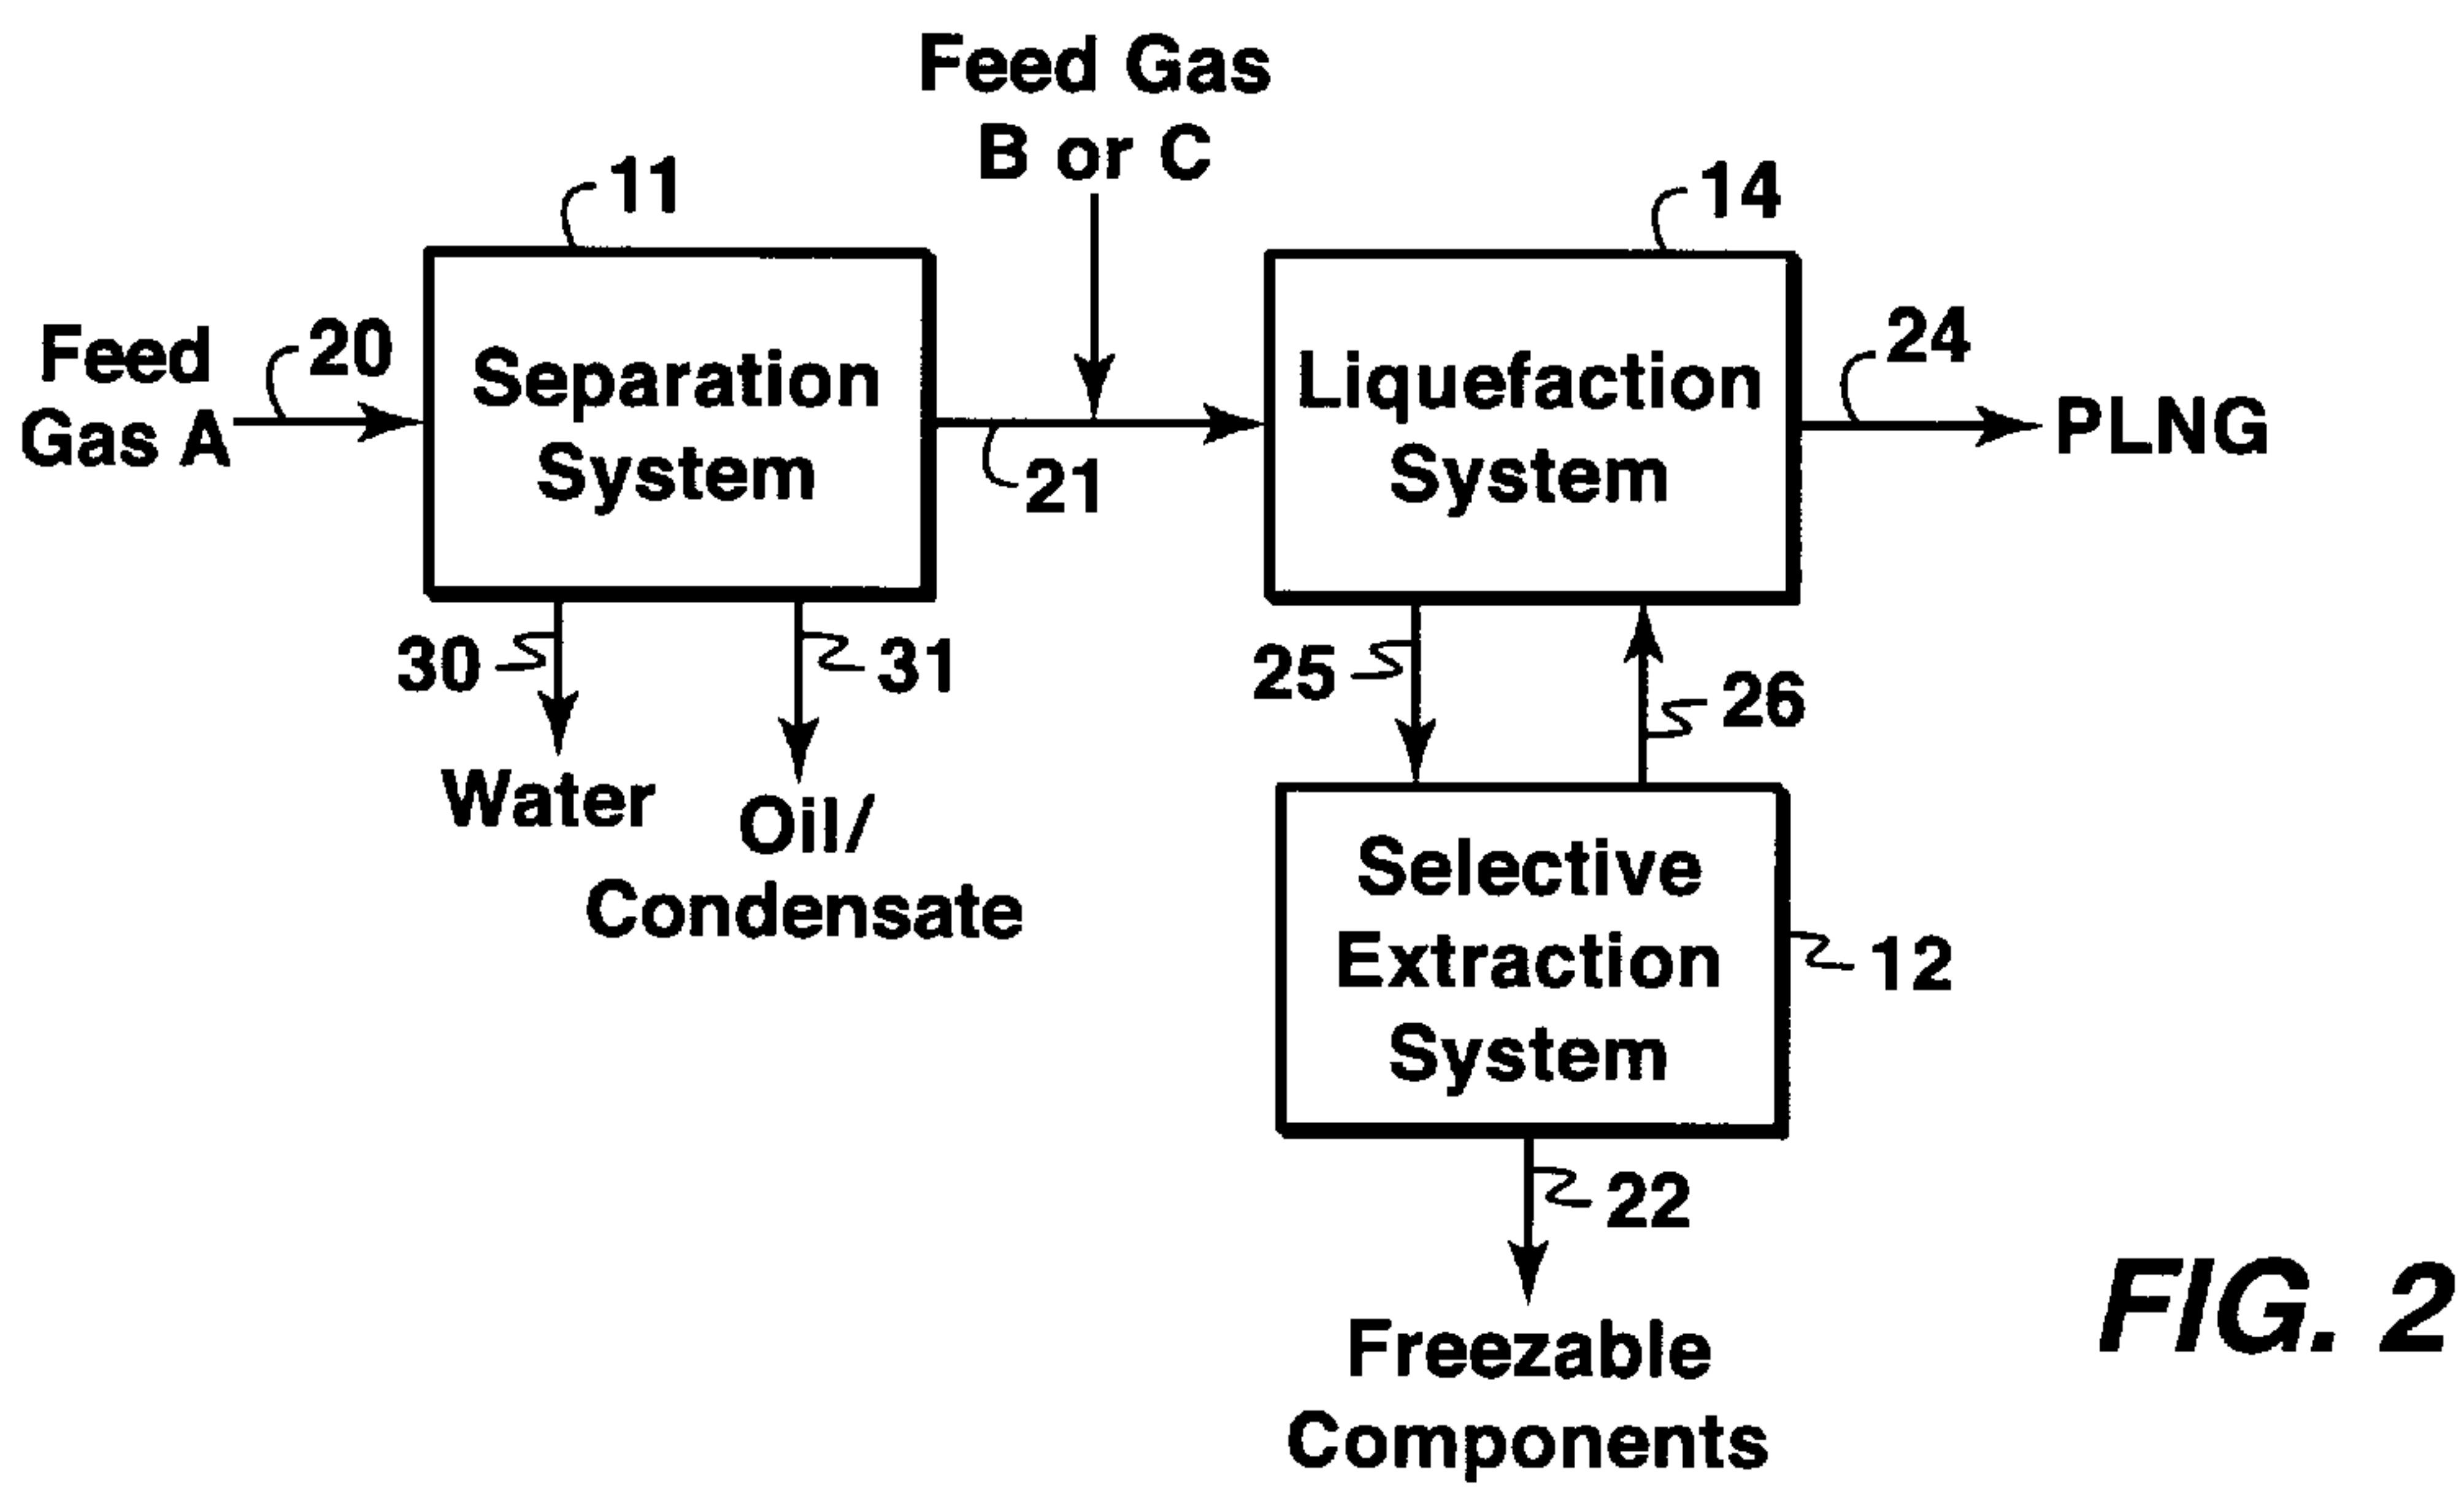 Feed Gas
B or C
11
14
Feed
Gas A
20
Separation
System
21
Liquefaction
System
24
PLNG
30
31
Water
Oil/
Condensate
25
26
Selective
Extraction
System
12
22
Freezable
Components
FIG. 2